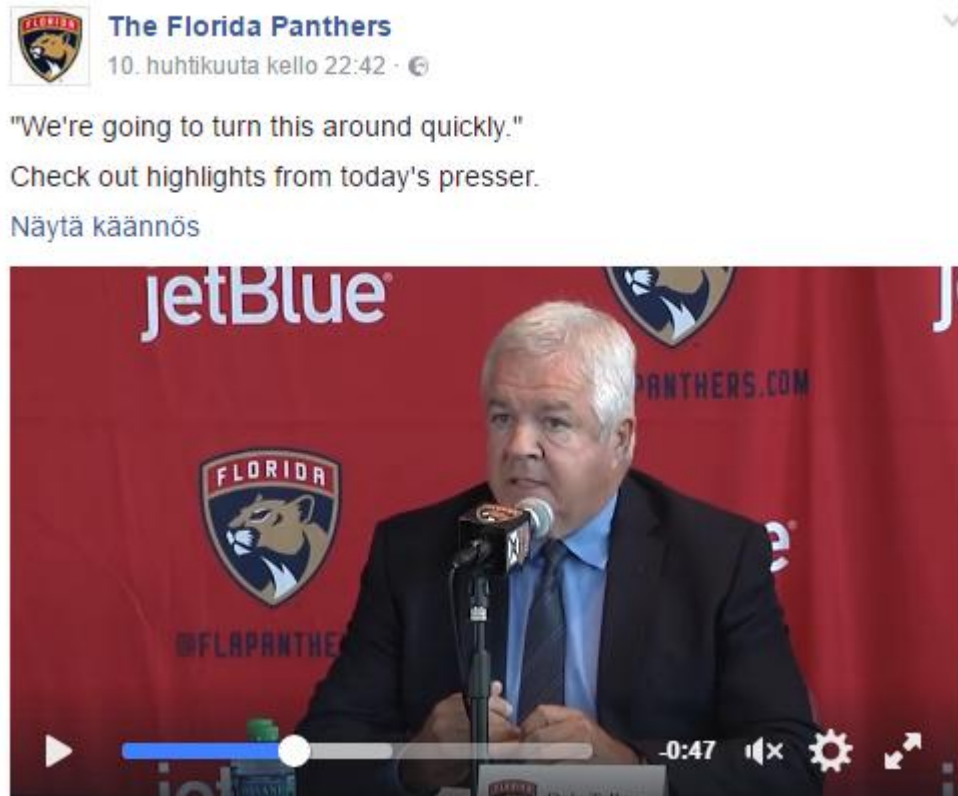 FLORIDA
The Florida Panthers
10. huhtikuuta kello 22:42 ·
"We're going to turn this around quickly."
Check out highlights from today's presser.
Näytä käännös
jetBlue
PANTHERS.COM
FLORIDA
@FLAPANTHE
-0:47